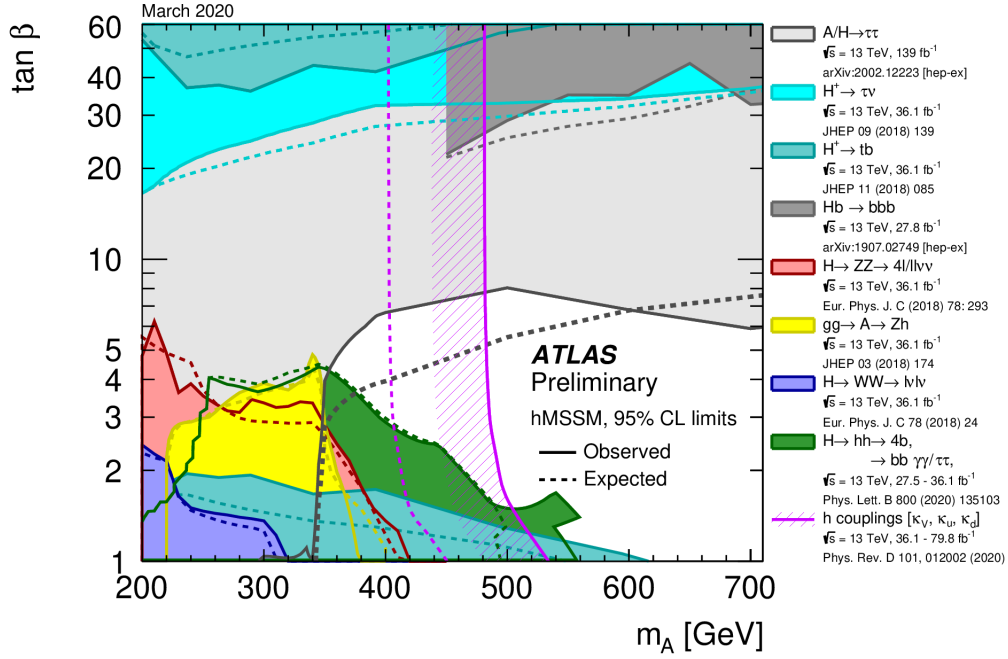 March 2020
tan β
60
40
30
20
10
5
4
3
2
1
200
300
400
500
600
700
m_A [GeV]
ATLAS
Preliminary
hMSSM, 95% CL limits
Observed
Expected
A/H→ττ
√s = 13 TeV, 139 fb⁻¹
arXiv:2002.12223 [hep-ex]
H⁺→ τν
√s = 13 TeV, 36.1 fb⁻¹
JHEP 09 (2018) 139
H⁺→ tb
√s = 13 TeV, 36.1 fb⁻¹
JHEP 11 (2018) 085
Hb → bbb
√s = 13 TeV, 27.8 fb⁻¹
arXiv:1907.02749 [hep-ex]
H→ ZZ→ 4l/llνν
√s = 13 TeV, 36.1 fb⁻¹
Eur. Phys. J. C (2018) 78: 293
gg→ A→ Zh
√s = 13 TeV, 36.1 fb⁻¹
JHEP 03 (2018) 174
H→ WW→ lνlν
√s = 13 TeV, 36.1 fb⁻¹
Eur. Phys. J. C 78 (2018) 24
H→ hh→ 4b,
→ bb γγ/ττ,
√s = 13 TeV, 27.5 - 36.1 fb⁻¹
Phys. Lett. B 800 (2020) 135103
h couplings [κ_v, κ_u, κ_d]
√s = 13 TeV, 36.1 - 79.8 fb⁻¹
Phys. Rev. D 101, 012002 (2020)